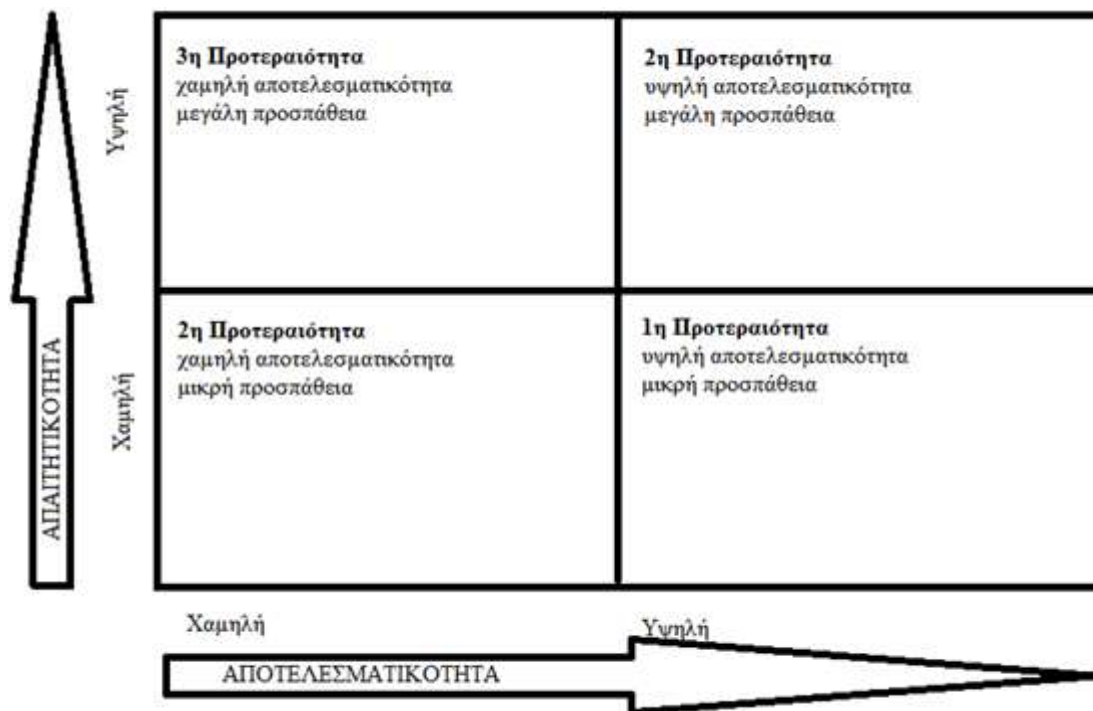 Υψηλή
3η Προτεραιότητα
χαμηλή αποτελεσματικότητα
μεγάλη προσπάθεια
2η Προτεραιότητα
υψηλή αποτελεσματικότητα
μεγάλη προσπάθεια
ΑΠΑΙΤΗΤΙΚΟΤΗΤΑ
Χαμηλή
2η Προτεραιότητα
χαμηλή αποτελεσματικότητα
μικρή προσπάθεια
1η Προτεραιότητα
υψηλή αποτελεσματικότητα
μικρή προσπάθεια
Χαμηλή
Υψηλή
ΑΠΟΤΕΛΕΣΜΑΤΙΚΟΤΗΤΑ